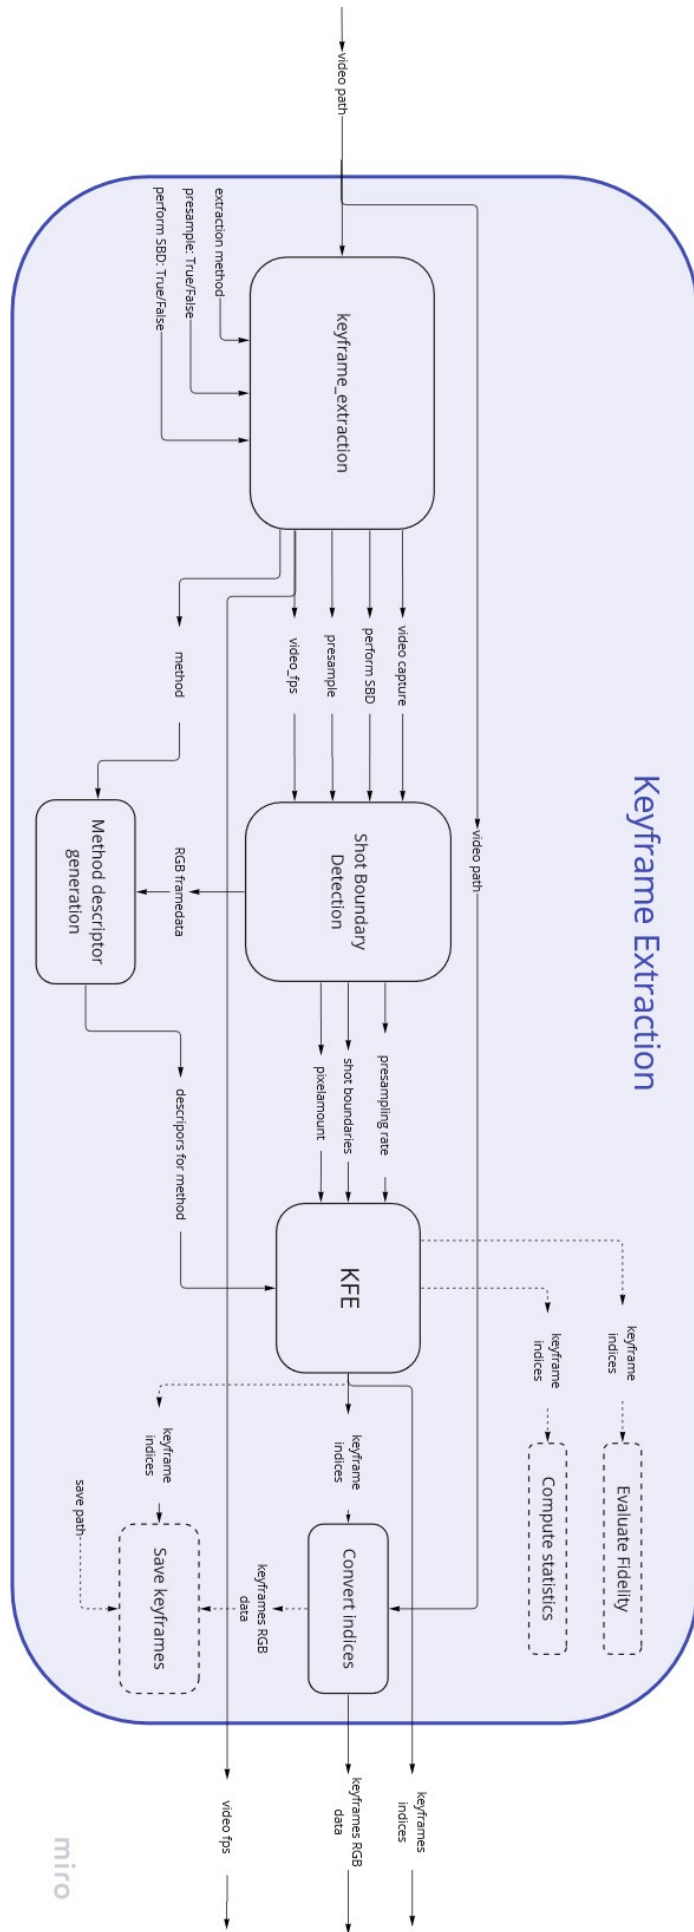 Keyframe Extraction
video path
extraction method
presample: True/False
perform SBD: True/False
keyframe_extraction
video capture
perform SBD
presample
video_fps
method
video path
Shot Boundary
Detection
RGB framedata
Method descriptor
generation
presampling rate
shot boundaries
pixelamount
descripors for method
KFE
keyframe
indices
Evaluate Fidelity
keyframe
indices
Compute statistics
keyframe
indices
Convert indices
keyframe
indices
keyframes RGB
data
save path
Save keyframes
keyframes
indices
keyframes RGB
data
video fps
miro